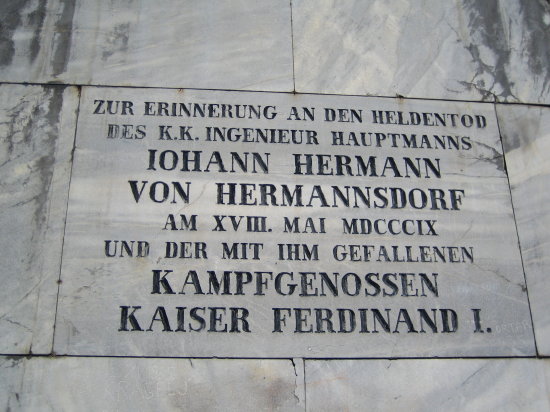 ZUR ERINNERUNG AN DEN HELDENTOD
DES K.K. INGENIEUR HAUPTMANNS
IOHANN HERMANN
VON HERMANNSDORF
AM XVIII. MAI MDCCCIX
UND DER MIT IHM GEFALLENEN
KAMPFGENOSSEN
KAISER FERDINAND I.